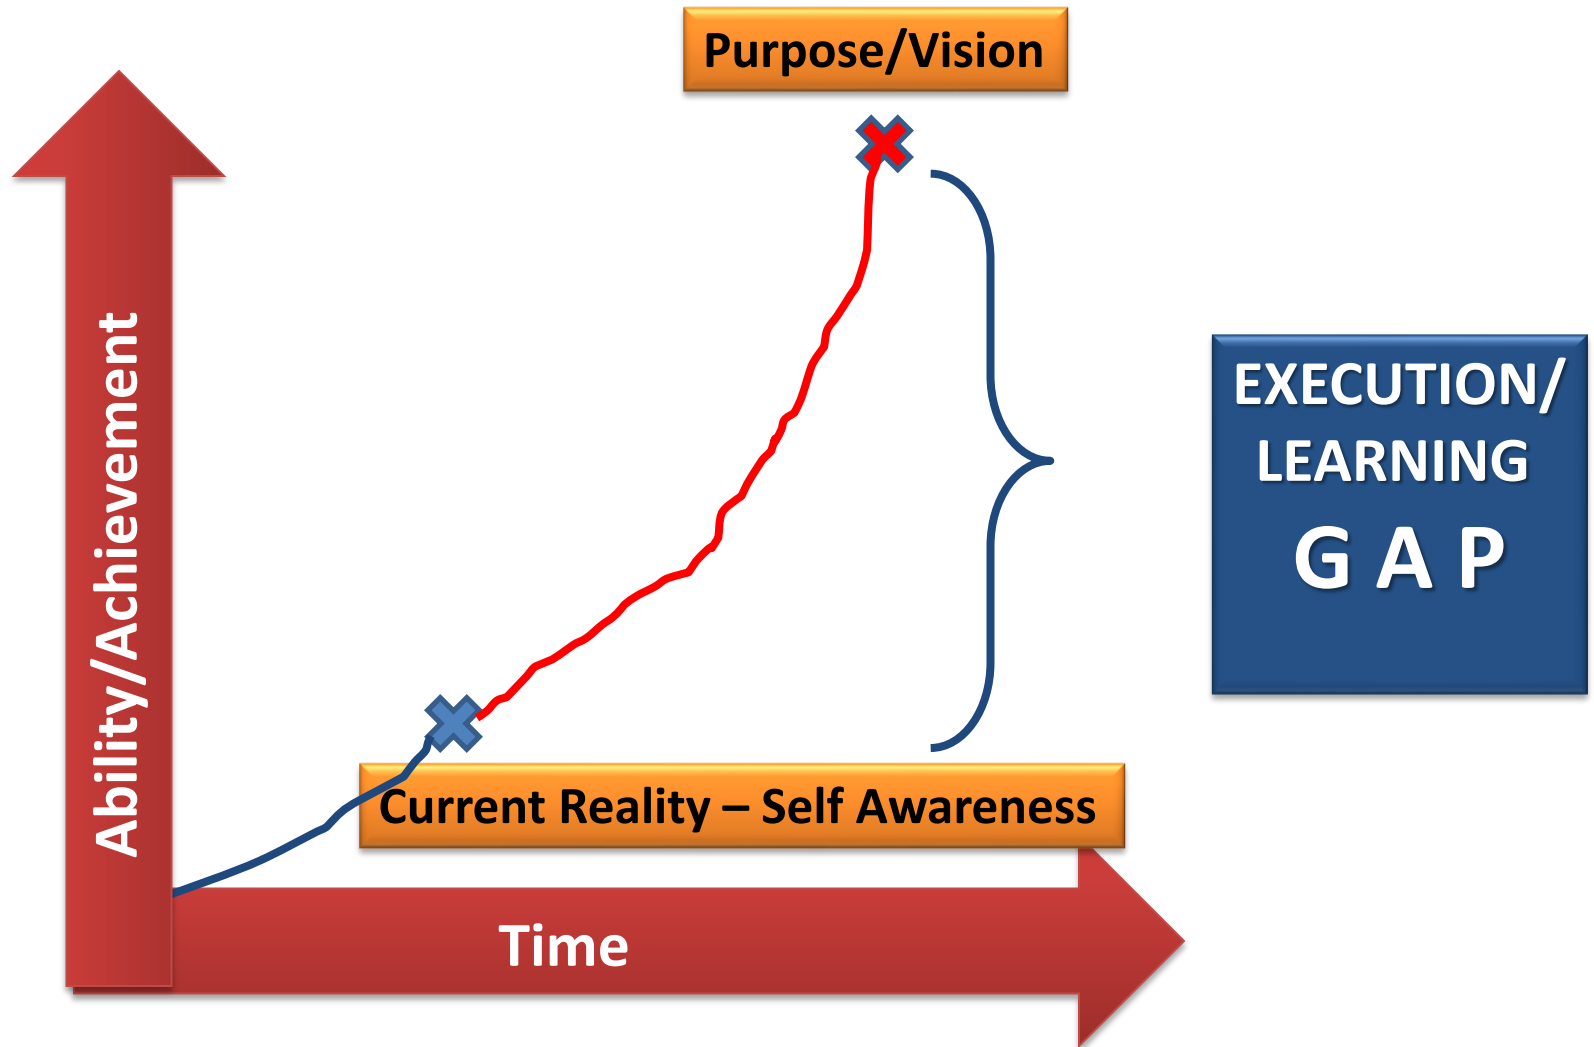 Purpose/Vision
Ability/Achievement
EXECUTION/
LEARNING
G A P
Current Reality – Self Awareness
Time